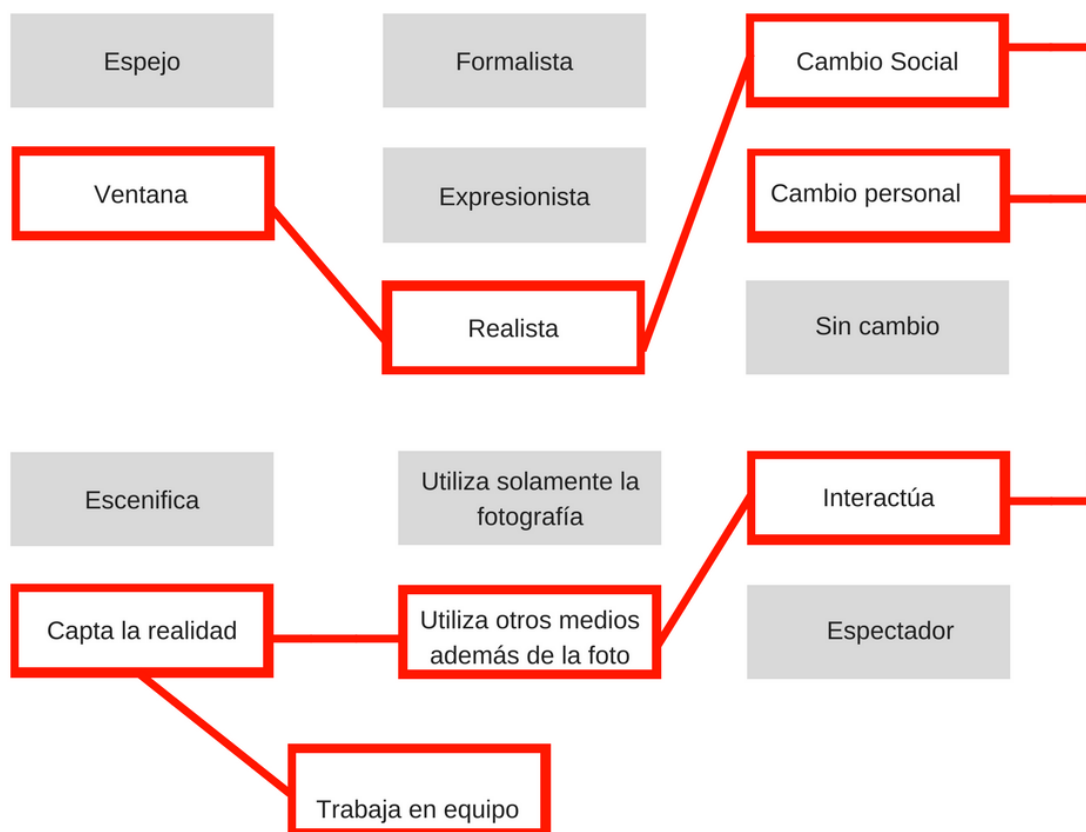 Espejo
Formalista
Cambio Social
Ventana
Expresionista
Cambio personal
Realista
Sin cambio
Escenifica
Utiliza solamente la
fotografía
Interactúa
Capta la realidad
Utiliza otros medios
además de la foto
Espectador
Trabaja en equipo